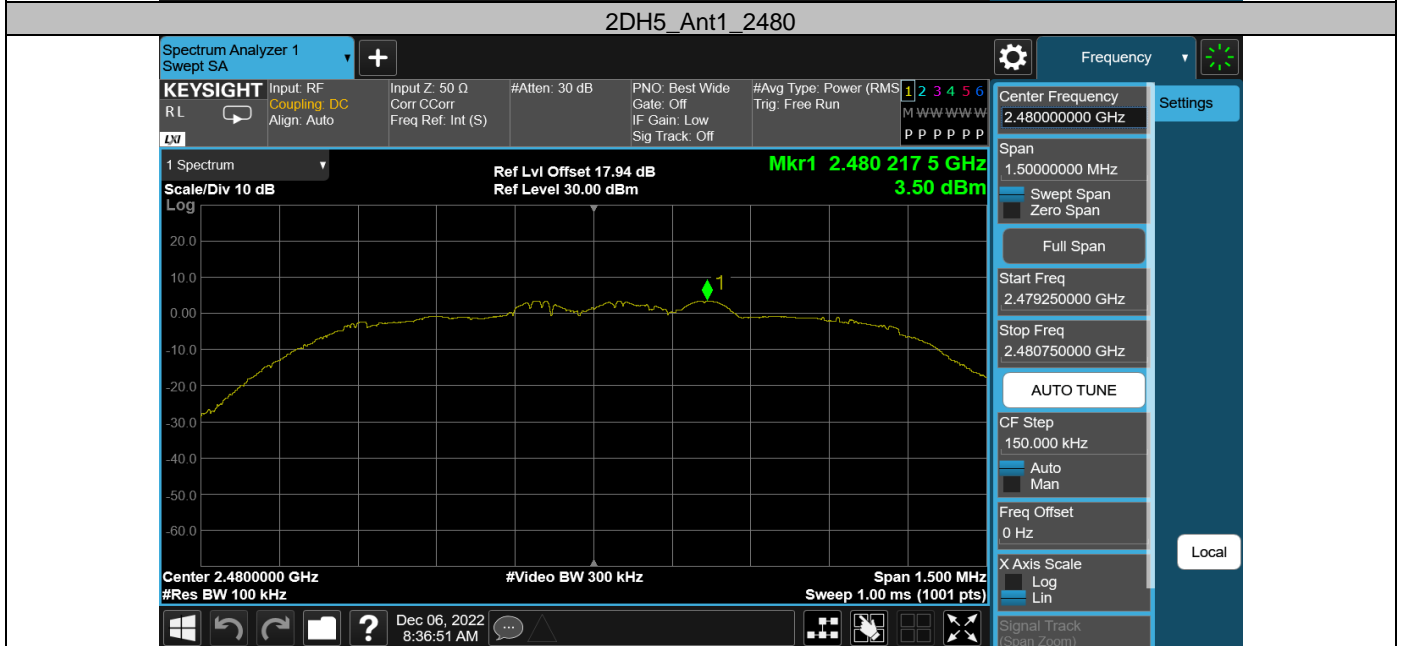 2DH5_Ant1_2480
Spectrum Analyzer 1
Swept SA
Frequency
KEYSIGHT
R L
LXI
Input: RF
Coupling: DC
Align: Auto
Input Z: 50 Ω
Corr CCorr
Freq Ref: Int (S)
#Atten: 30 dB
PNO: Best Wide
Gate: Off
IF Gain: Low
Sig Track: Off
#Avg Type: Power (RMS
Trig: Free Run
1 2 3 4 5 6
M W W W W W
P P P P P P
1 Spectrum
Scale/Div 10 dB
Ref Lvl Offset 17.94 dB
Ref Level 30.00 dBm
Mkr1 2.480 217 5 GHz
3.50 dBm
Log
20.0
10.0
0.00
-10.0
-20.0
-30.0
-40.0
-50.0
-60.0
1
Center 2.4800000 GHz
#Res BW 100 kHz
#Video BW 300 kHz
Span 1.500 MHz
Sweep 1.00 ms (1001 pts)
?
Dec 06, 2022
8:36:51 AM
Center Frequency
2.480000000 GHz
Settings
Span
1.50000000 MHz
Swept Span
Zero Span
Full Span
Start Freq
2.479250000 GHz
Stop Freq
2.480750000 GHz
AUTO TUNE
CF Step
150.000 kHz
Auto
Man
Freq Offset
0 Hz
Local
X Axis Scale
Log
Lin
Signal Track
(Span Zoom)